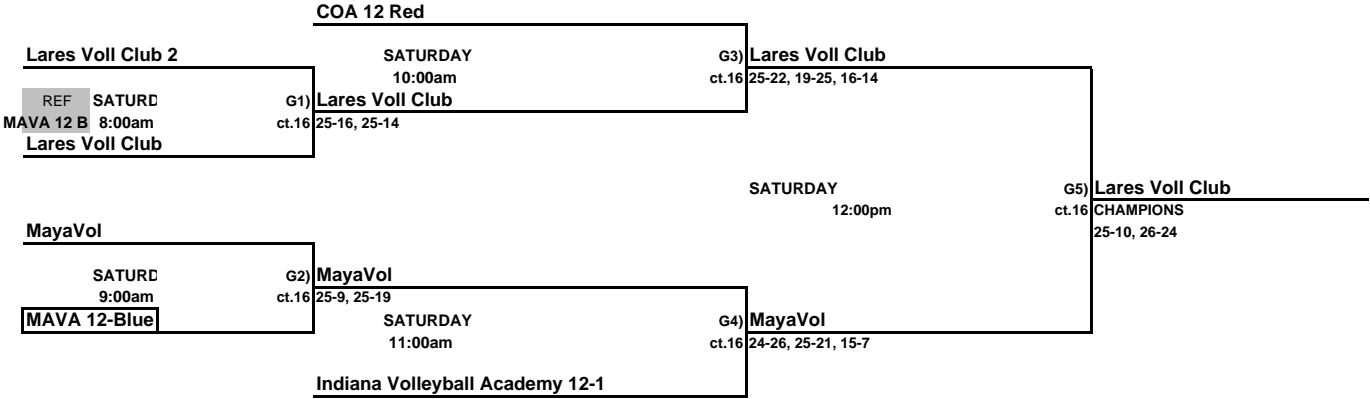 COA 12 Red
Lares Voll Club 2
SATURDAY
G3) Lares Voll Club
10:00am
ct.16 25-22, 19-25, 16-14
REF SATURD
G1) Lares Voll Club
MAVA 12 B 8:00am
ct.16 25-16, 25-14
Lares Voll Club
SATURDAY
G5) Lares Voll Club
12:00pm
ct.16 CHAMPIONS
25-10, 26-24
MayaVol
SATURD
G2) MayaVol
9:00am
ct.16 25-9, 25-19
MAVA 12-Blue
SATURDAY
G4) MayaVol
11:00am
ct.16 24-26, 25-21, 15-7
Indiana Volleyball Academy 12-1